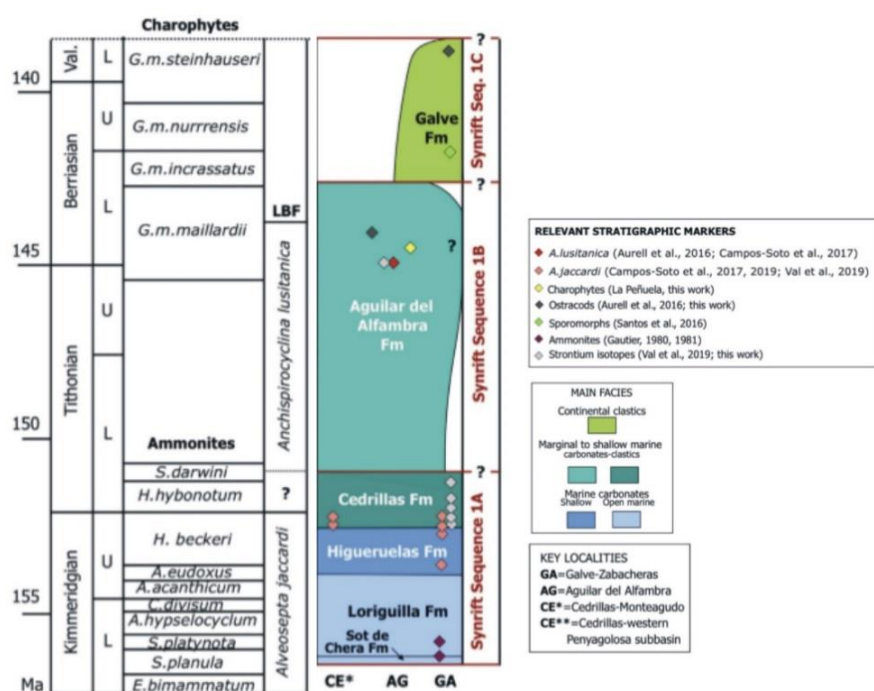 Charophytes
Val.
Berriasian
Tithonian
Kimmeridgian
140
145
150
155
Ma
L
U
L
U
L
U
L
G.m.steinhauseri
G.m.nurrrensis
G.m.incrassatus
G.m.maillardii
Ammonites
S.darwini
H.hybonotum
H. beckeri
A.eudoxus
A.acanthicum
C.divisum
A.hypselocyclum
S.platynota
S.planula
E.bimammatum
LBF
Anchispirocyclina lusitanica
?
Alveosepta jaccardi
Galve
Fm
?
Aguilar del
Alfambra
Fm
Cedrillas Fm
Higueruelas Fm
Loriguilla Fm
Sot de
Chera Fm
CE* AG GA
?
Synrift Seq. 1C
?
Synrift Sequence 1B
?
Synrift Sequence 1A
RELEVANT STRATIGRAPHIC MARKERS
A.lusitanica (Aurell et al., 2016; Campos-Soto et al., 2017)
A.jaccardi (Campos-Soto et al., 2017, 2019; Val et al., 2019)
Charophytes (La Peñuela, this work)
Ostracods (Aurell et al., 2016; this work)
Sporomorphs (Santos et al., 2016)
Ammonites (Gautier, 1980, 1981)
Strontium isotopes (Val et al., 2019; this work)
MAIN FACIES
Continental clastics
Marginal to shallow marine
carbonates-clastics
Marine carbonates
Shallow Open marine
KEY LOCALITIES
GA=Galve-Zabacheras
AG=Aguilar del Alfambra
CE*=Cedrillas-Monteagudo
CE**=Cedrillas-western
Penyagolosa subbasin